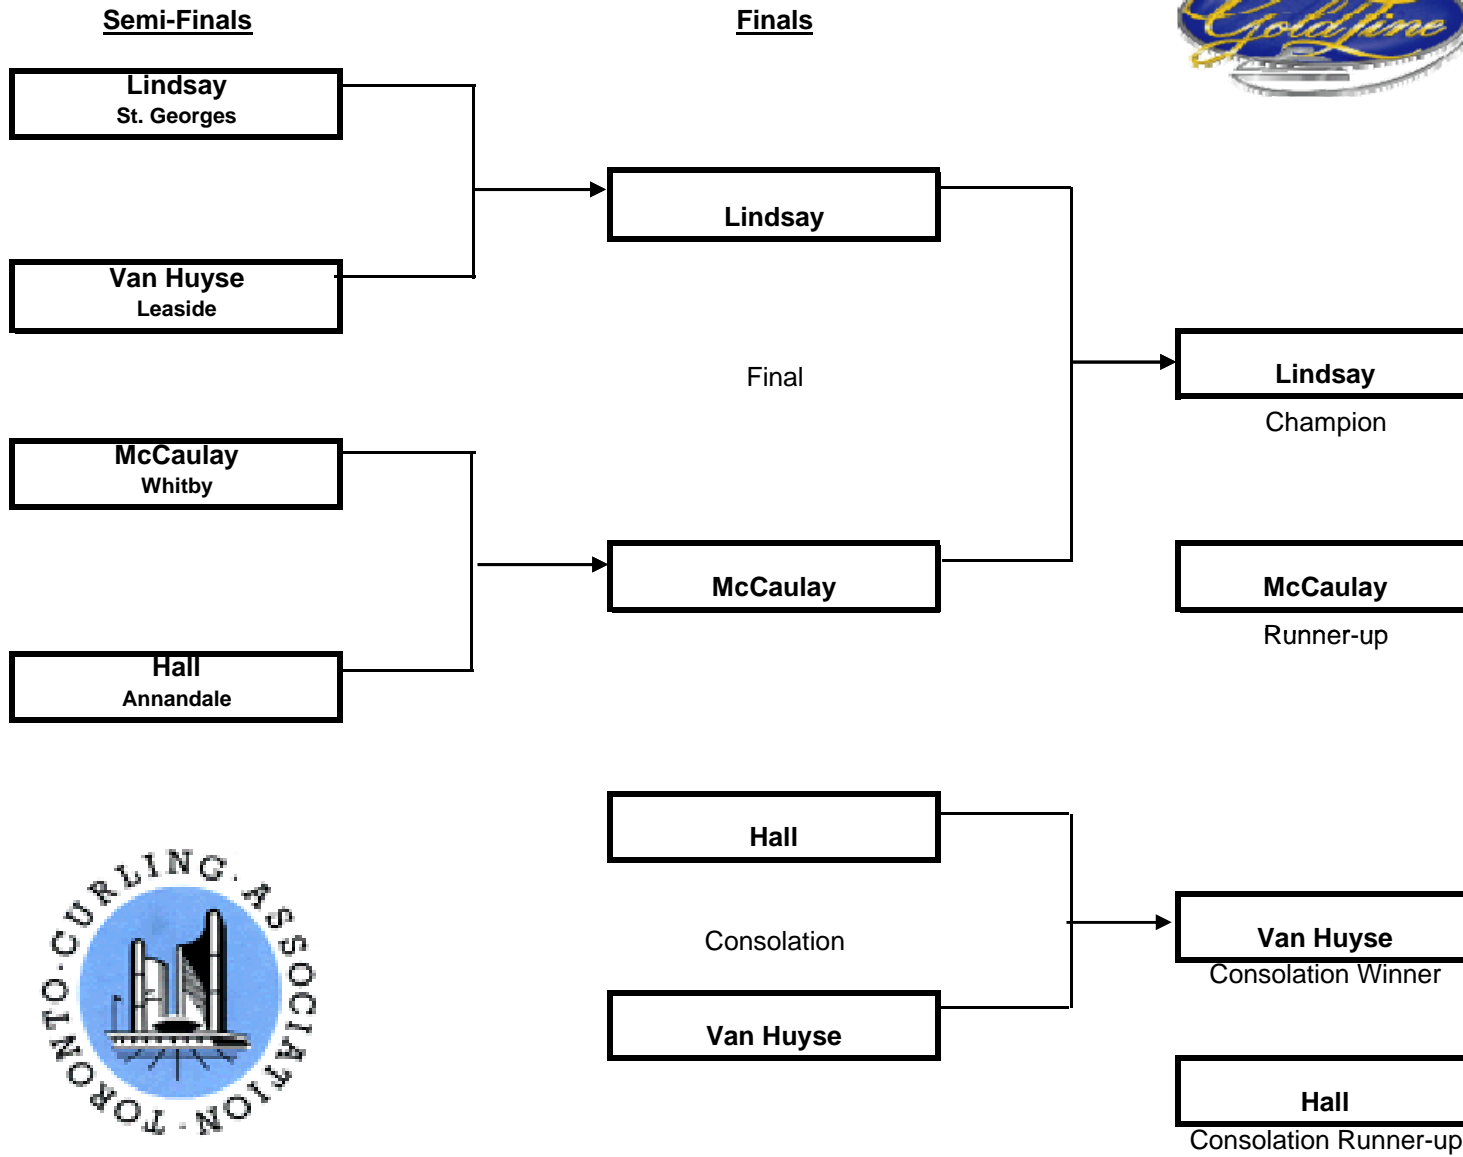 Semi-Finals
Finals
GoldLine
Lindsay
St. Georges
Lindsay
Van Huyse
Leaside
Final
Lindsay
Champion
McCaulay
Whitby
McCaulay
McCaulay
Runner-up
Hall
Annandale
Hall
Consolation
Van Huyse
Consolation Winner
Van Huyse
Hall
Consolation Runner-up
TORONTO·CURLING·ASSOCIATION·